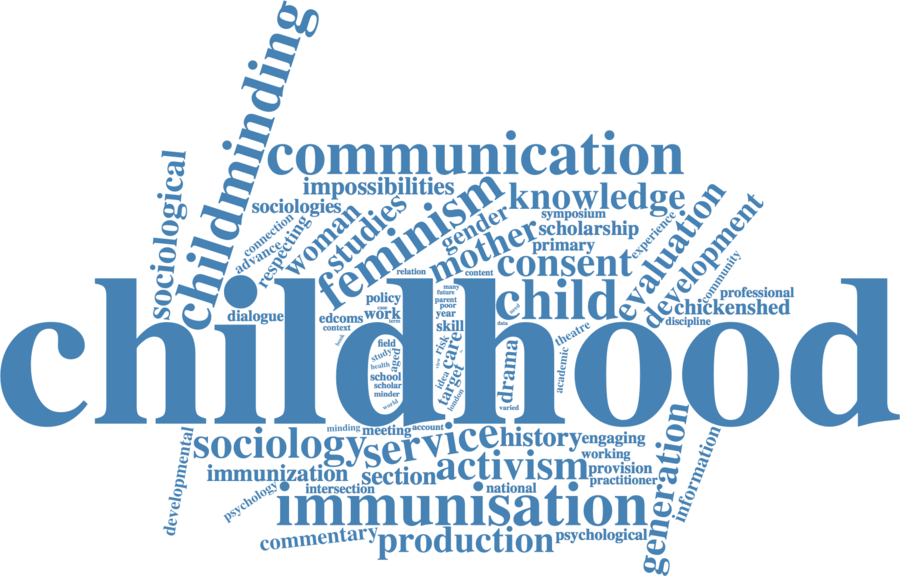 childminding
communication
sociological
impossibilities
feminism
knowledge
sociologies
woman
studies
gender
symposium
scholarship
connection
advance
respecting
mother
primary
experience
evaluation
development
consent
relation
content
community
childhood
child
professional
chickenshed
discipline
dialogue
policy
work
edcoms
context
many
future
parent
poor
year
skill
data
theatre
field
study
health
aged
school
scholar
minder
world
risk
care
idea
target
london
drama
varied
academic
minding
meeting
account
developmental
sociology
service
history
engaging
working
generation
information
immunization
section
activism
provision
practitioner
psychology
intersection
national
immunisation
commentary
production
psychological